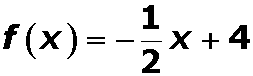 f(x) = -1/2 x + 4